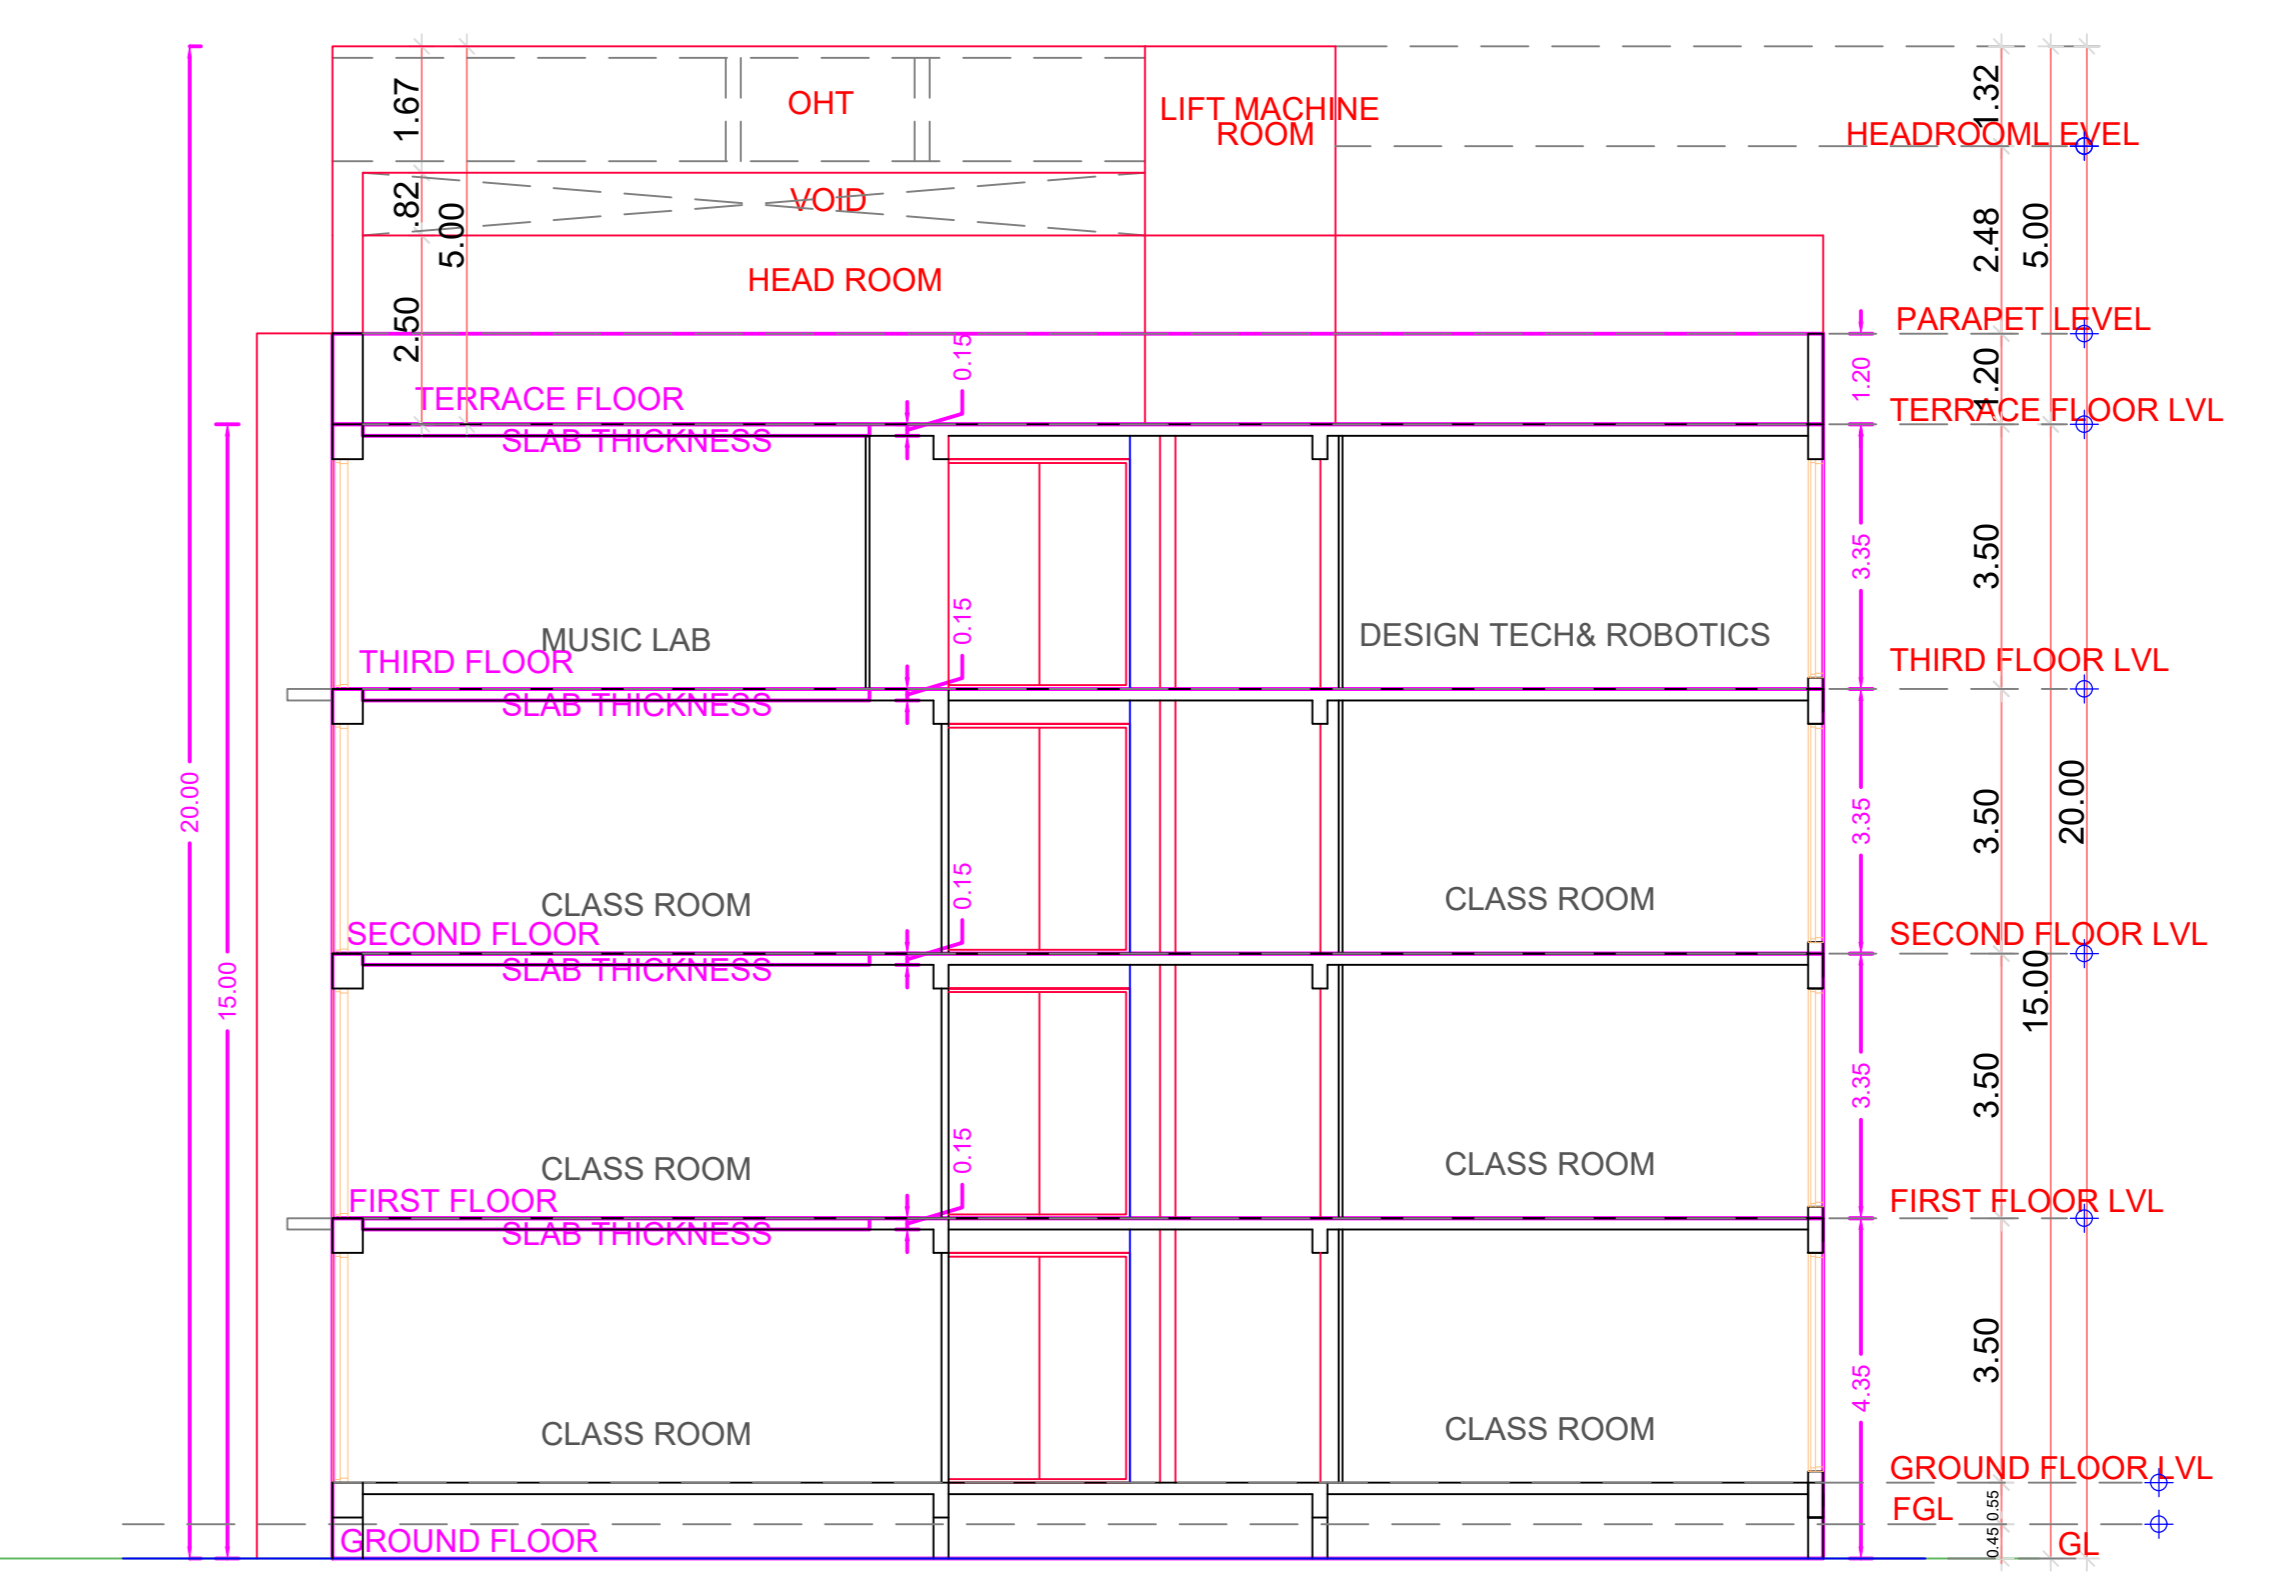 1.67
OHT
LIFT MACHINE
ROOM
1.32
HEADROOML EVEL
.82
5.00
VOID
2.48
5.00
HEAD ROOM
2.50
PARAPET LEVEL
0.15
1.20
1.20
TERRACE FLOOR
TERRACE FLOOR LVL
SLAB THICKNESS
3.35
3.50
0.15
MUSIC LAB
DESIGN TECH& ROBOTICS
THIRD FLOOR
THIRD FLOOR LVL
SLAB THICKNESS
20.00
3.35
3.50
20.00
0.15
CLASS ROOM
CLASS ROOM
SECOND FLOOR
SECOND FLOOR LVL
SLAB THICKNESS
15.00
15.00
3.35
3.50
0.15
CLASS ROOM
CLASS ROOM
FIRST FLOOR
FIRST FLOOR LVL
SLAB THICKNESS
4.35
3.50
CLASS ROOM
CLASS ROOM
GROUND FLOOR LVL
FGL
0.55
0.45
GROUND FLOOR
GL